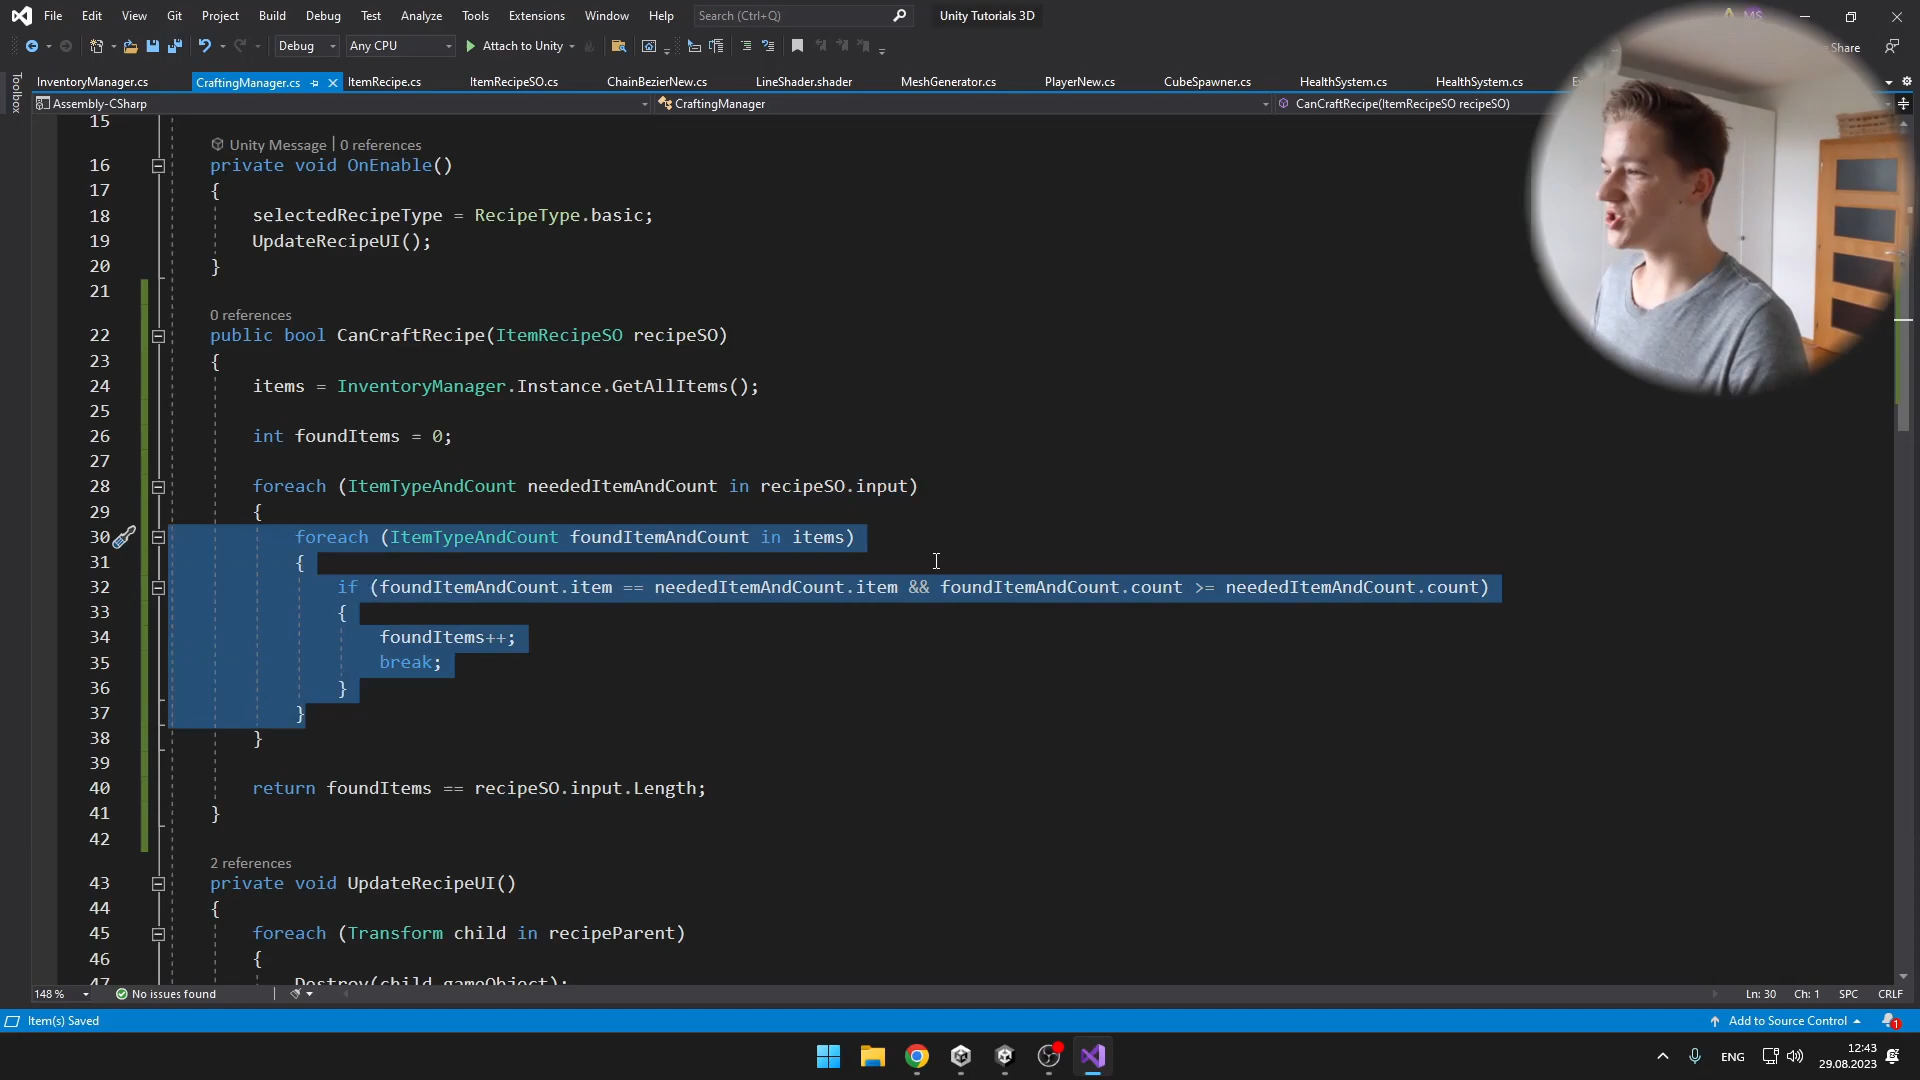 File Edit View Git Project Build Debug Test Analyze Tools Extensions Window Help Search (Ctrl+Q) Unity Tutorials 3D
Debug Any CPU Attach to Unity Share
InventoryManager.cs CraftingManager.cs ItemRecipe.cs ItemRecipeSO.cs ChainBezierNew.cs LineShader.shader MeshGenerator.cs PlayerNew.cs CubeSpawner.cs HealthSystem.cs HealthSystem.cs
Toolbox
Assembly-CSharp CraftingManager CanCraftRecipe(ItemRecipeSO recipeSO)
15
Unity Message | 0 references
16 private void OnEnable()
17 {
18 selectedRecipeType = RecipeType.basic;
19 UpdateRecipeUI();
20 }
21
0 references
22 public bool CanCraftRecipe(ItemRecipeSO recipeSO)
23 {
24 items = InventoryManager.Instance.GetAllItems();
25
26 int foundItems = 0;
27
28 foreach (ItemTypeAndCount neededItemAndCount in recipeSO.input)
29 {
30 foreach (ItemTypeAndCount foundItemAndCount in items)
31 {
32 if (foundItemAndCount.item == neededItemAndCount.item && foundItemAndCount.count >= neededItemAndCount.count)
33 {
34 foundItems++;
35 break;
36 }
37 }
38 }
39
40 return foundItems == recipeSO.input.Length;
41 }
42
2 references
43 private void UpdateRecipeUI()
44 {
45 foreach (Transform child in recipeParent)
46 {
47 Destroy(child.gameObject);
148 % No issues found Ln: 30 Ch: 1 SPC CRLF
Item(s) Saved Add to Source Control 1
ENG 12:43
29.08.2023